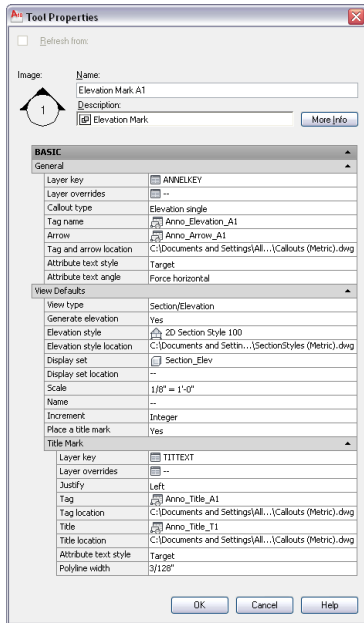 Tool Properties
Refresh from:
Image:
Name:
Elevation Mark A1
Description:
1
Elevation Mark
More Info
BASIC
General
Layer key ANNELKEY
Layer overrides --
Callout type Elevation single
Tag name Anno_Elevation_A1
Arrow Anno_Arrow_A1
Tag and arrow location C:\Documents and Settings\All...\Callouts (Metric).dwg
Attribute text style Target
Attribute text angle Force horizontal
View Defaults
View type Section/Elevation
Generate elevation Yes
Elevation style 2D Section Style 100
Elevation style location C:\Documents and Settin...\SectionStyles (Metric).dwg
Display set Section_Elev
Display set location --
Scale 1/8" = 1'-0"
Name --
Increment Integer
Place a title mark Yes
Title Mark
Layer key TITTEXT
Layer overrides --
Justify Left
Tag Anno_Title_A1
Tag location C:\Documents and Settings\All...\Callouts (Metric).dwg
Title Anno_Title_T1
Title location C:\Documents and Settings\All...\Callouts (Metric).dwg
Attribute text style Target
Polyline width 3/128"
OK Cancel Help